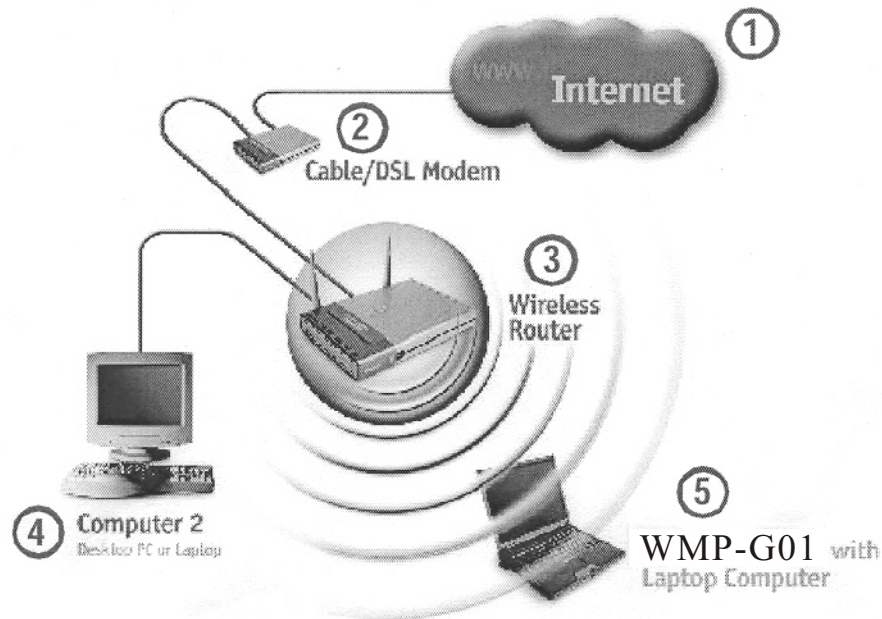 1
WWW
Internet
2
Cable/DSL Modem
3
Wireless
Router
4
Computer 2
Desktop PC or Laptop
5
WMP-G01 with
Laptop Computer